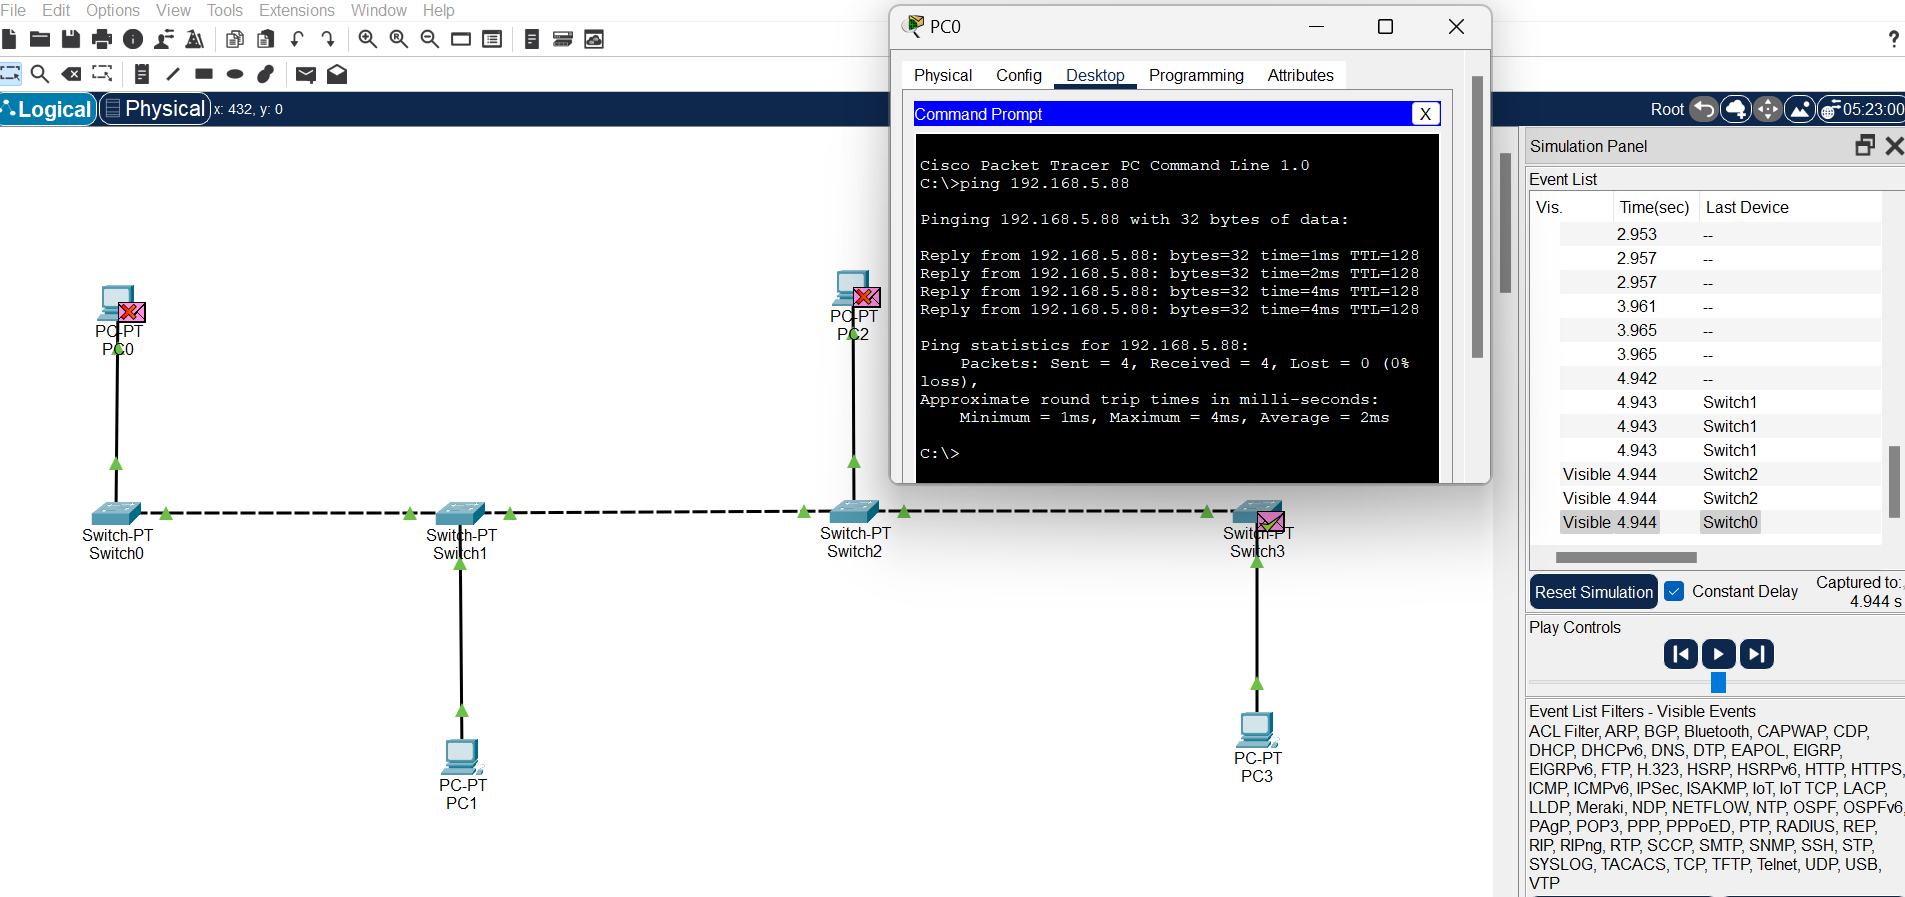 File Edit Options View Tools Extensions Window Help
?
Logical Physical x: 432, y: 0
Root 05:23:00
PC-PT
PC0
PC-PT
PC2
Switch-PT
Switch0
Switch-PT
Switch1
Switch-PT
Switch2
Switch-PT
Switch3
PC-PT
PC1
PC-PT
PC3
PC0
Physical Config Desktop Programming Attributes
Command Prompt X
Cisco Packet Tracer PC Command Line 1.0
C:\>ping 192.168.5.88
Pinging 192.168.5.88 with 32 bytes of data:
Reply from 192.168.5.88: bytes=32 time=1ms TTL=128
Reply from 192.168.5.88: bytes=32 time=2ms TTL=128
Reply from 192.168.5.88: bytes=32 time=4ms TTL=128
Reply from 192.168.5.88: bytes=32 time=4ms TTL=128
Ping statistics for 192.168.5.88:
Packets: Sent = 4, Received = 4, Lost = 0 (0%
loss),
Approximate round trip times in milli-seconds:
Minimum = 1ms, Maximum = 4ms, Average = 2ms
C:\>
Simulation Panel
Event List
Vis. Time(sec) Last Device
2.953 --
2.957 --
2.957 --
3.961 --
3.965 --
3.965 --
4.942 --
4.943 Switch1
4.943 Switch1
4.943 Switch1
Visible 4.944 Switch2
Visible 4.944 Switch2
Visible 4.944 Switch0
Reset Simulation Constant Delay Captured to:
4.944 s
Play Controls
Event List Filters - Visible Events
ACL Filter, ARP, BGP, Bluetooth, CAPWAP, CDP,
DHCP, DHCPv6, DNS, DTP, EAPOL, EIGRP,
EIGRPv6, FTP, H.323, HSRP, HSRPv6, HTTP, HTTPS,
ICMP, ICMPv6, IPSec, ISAKMP, IoT, IoT TCP, LACP,
LLDP, Meraki, NDP, NETFLOW, NTP, OSPF, OSPFv6,
PAgP, POP3, PPP, PPPoED, PTP, RADIUS, REP,
RIP, RIPng, RTP, SCCP, SMTP, SNMP, SSH, STP,
SYSLOG, TACACS, TCP, TFTP, Telnet, UDP, USB,
VTP